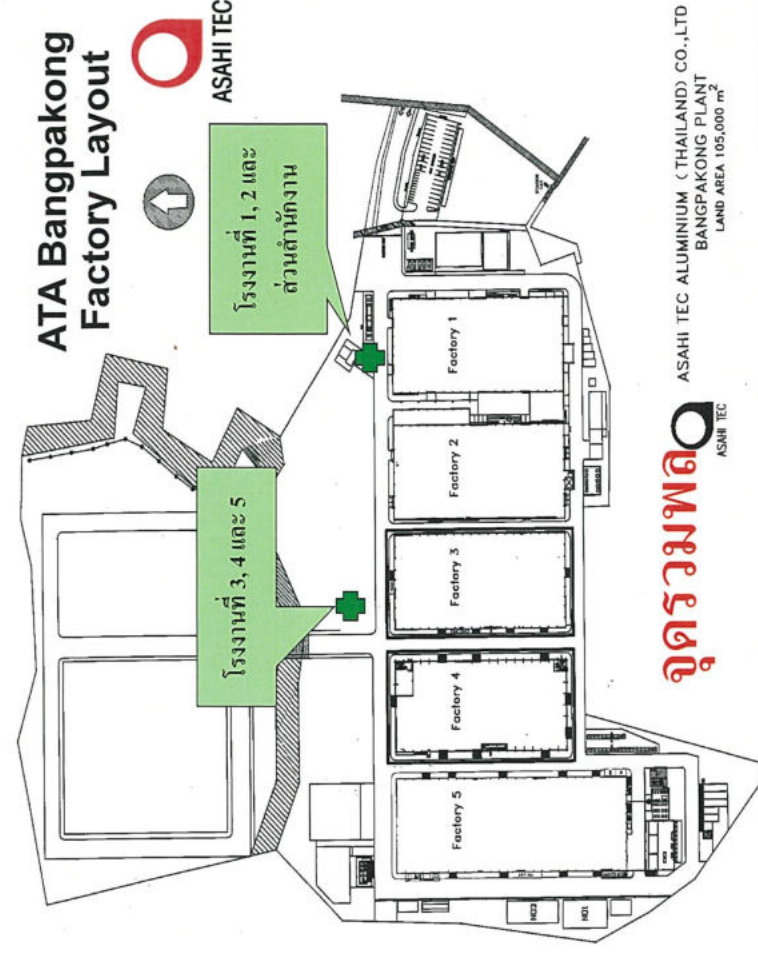 ATA Bangpakong
Factory Layout
ASAHI TEC
โรงงานที่ 1, 2 และ
ส่วนสำนักงาน
โรงงานที่ 3, 4 และ 5
Factory 1
Factory 2
Factory 3
Factory 4
Factory 5
NO2
NO1
จุดรวมพล
ASAHI TEC
ASAHI TEC ALUMINIUM (THAILAND) CO.,LTD
BANGPAKONG PLANT
LAND AREA 105,000 m²